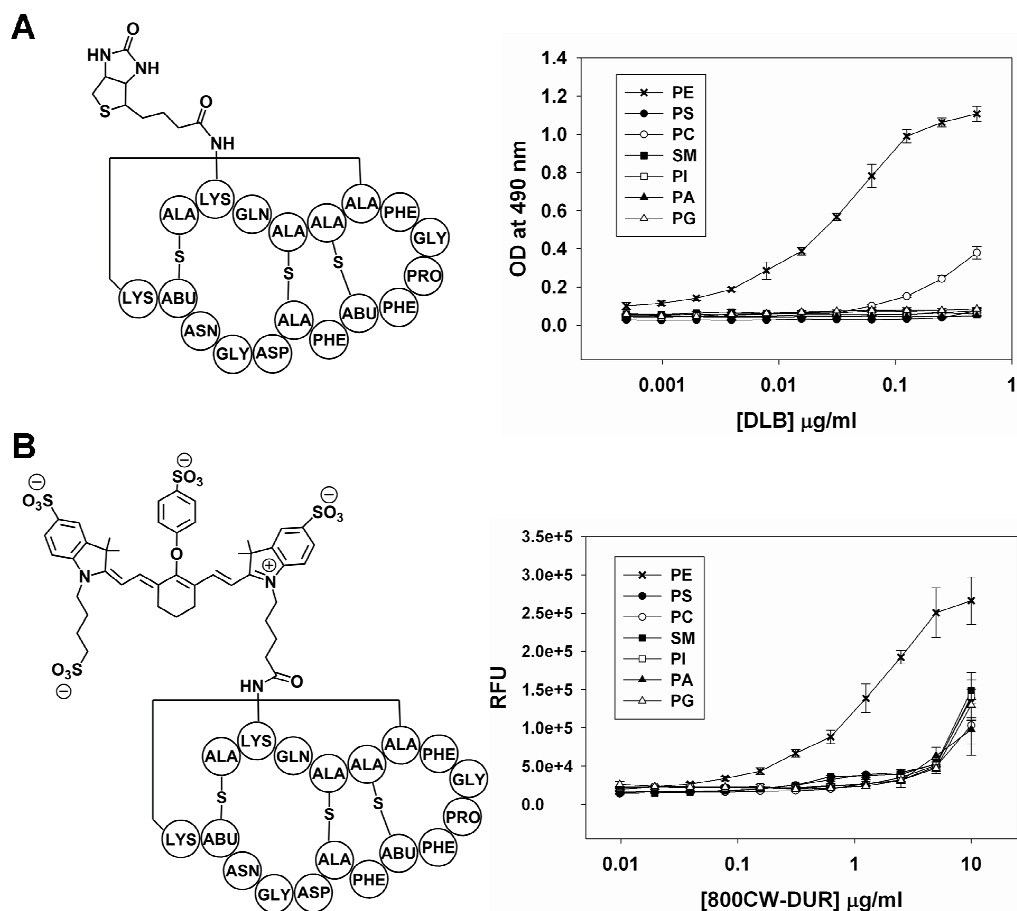 A
O
HN
NH
S
O
NH
LYS
ALA
GLN
ALA
ALA
ALA
PHE
GLY
PRO
PHE
ABU
PHE
ALA
ASP
GLY
ASN
ABU
LYS
S
S
S
OD at 490 nm
1.4
1.2
1.0
0.8
0.6
0.4
0.2
0.0
PE
PS
PC
SM
PI
PA
PG
0.001 0.01 0.1 1
[DLB] μg/ml
B
O₃S
SO₃
SO₃
SO₃
−
−
−
−
O
N
N
+
HN
O
LYS
ALA
GLN
ALA
ALA
ALA
PHE
GLY
PRO
PHE
ABU
PHE
ALA
ASP
GLY
ASN
ABU
LYS
S
S
S
RFU
3.5e+5
3.0e+5
2.5e+5
2.0e+5
1.5e+5
1.0e+5
5.0e+4
0.0
PE
PS
PC
SM
PI
PA
PG
0.01 0.1 1 10
[800CW-DUR] μg/ml